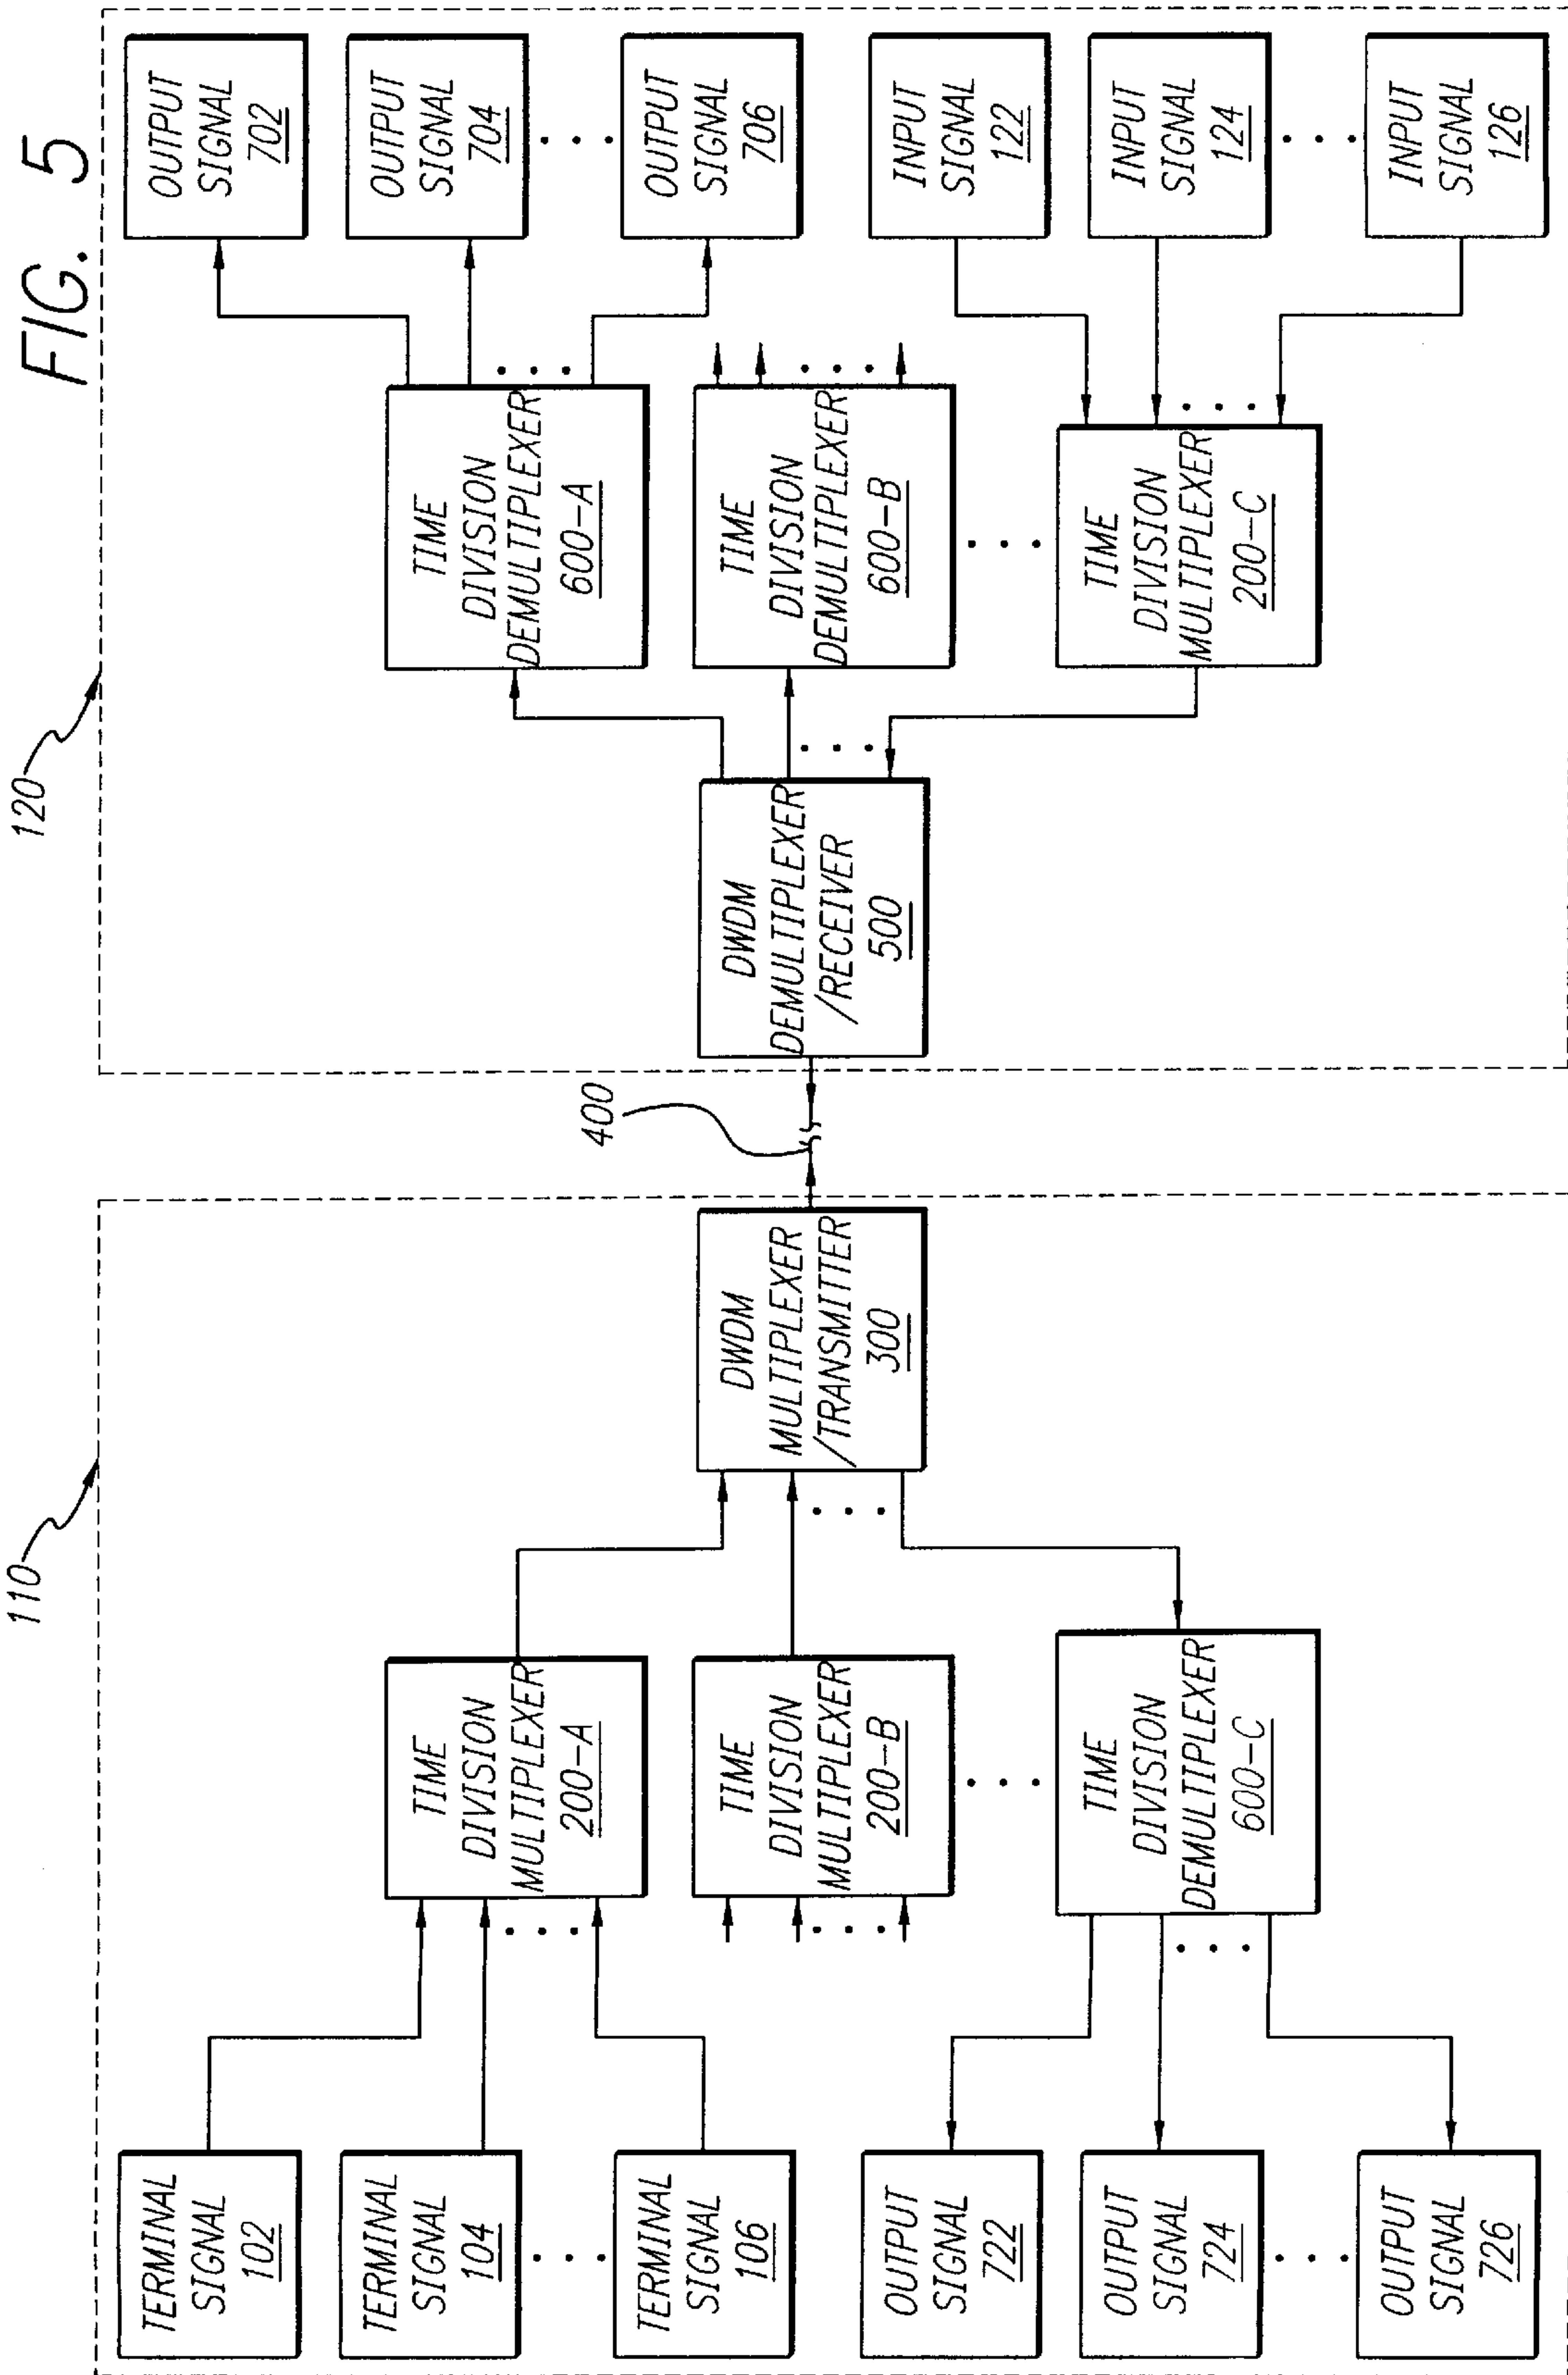 FIG. 5
110
120
TERMINAL
SIGNAL
102
TERMINAL
SIGNAL
104
TERMINAL
SIGNAL
106
OUTPUT
SIGNAL
722
OUTPUT
SIGNAL
724
OUTPUT
SIGNAL
726
TIME
DIVISION
MULTIPLEXER
200-A
TIME
DIVISION
MULTIPLEXER
200-B
TIME
DIVISION
DEMULTIPLEXER
600-C
DWDM
MULTIPLEXER
/TRANSMITTER
300
400
DWDM
DEMULTIPLEXER
/RECEIVER
500
TIME
DIVISION
DEMULTIPLEXER
600-A
TIME
DIVISION
DEMULTIPLEXER
600-B
TIME
DIVISION
MULTIPLEXER
200-C
OUTPUT
SIGNAL
702
OUTPUT
SIGNAL
704
OUTPUT
SIGNAL
706
INPUT
SIGNAL
122
INPUT
SIGNAL
124
INPUT
SIGNAL
126